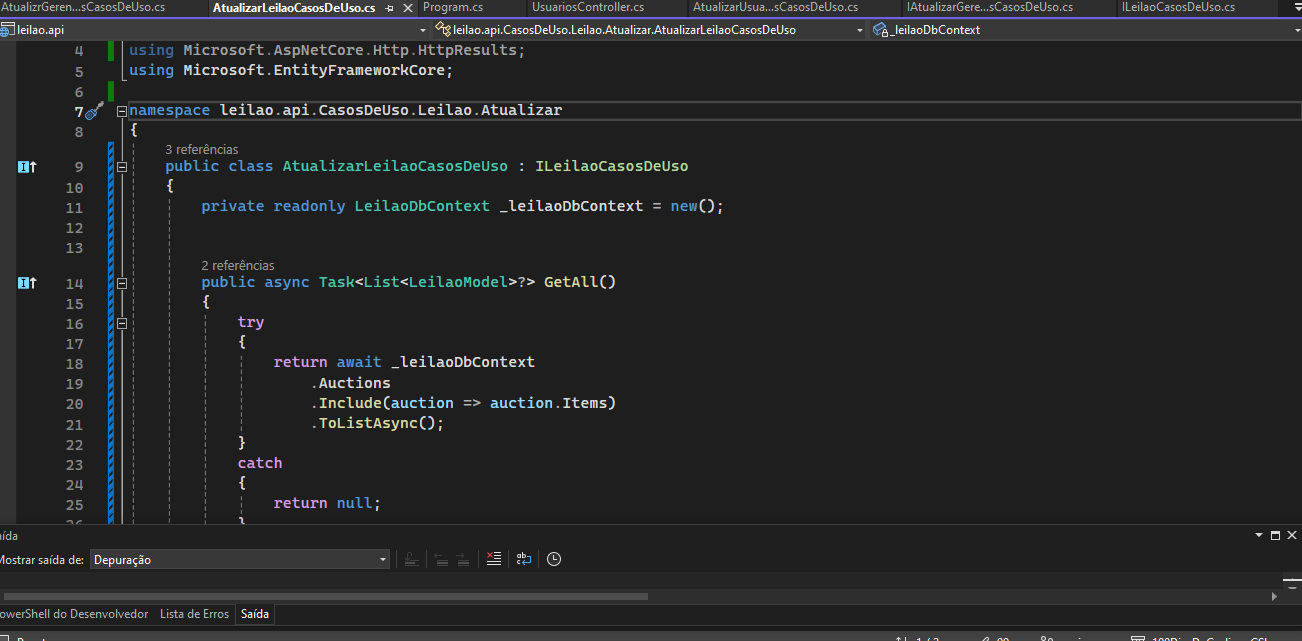 AtualizrGeren...sCasosDeUso.cs AtualizarLeilaoCasosDeUso.cs Program.cs UsuariosController.cs AtualizarUsua...sCasosDeUso.cs IAtualizarGere...sCasosDeUso.cs ILeilaoCasosDeUso.cs
leilao.api leilao.api.CasosDeUso.Leilao.Atualizar.AtualizarLeilaoCasosDeUso _leilaoDbContext
4 using Microsoft.AspNetCore.Http.HttpResults;
5 using Microsoft.EntityFrameworkCore;
6
7 namespace leilao.api.CasosDeUso.Leilao.Atualizar
8 {
3 referências
9 public class AtualizarLeilaoCasosDeUso : ILeilaoCasosDeUso
10 {
11 private readonly LeilaoDbContext _leilaoDbContext = new();
12
13
2 referências
14 public async Task<List<LeilaoModel>?> GetAll()
15 {
16 try
17 {
18 return await _leilaoDbContext
19 .Auctions
20 .Include(auction => auction.Items)
21 .ToListAsync();
22 }
23 catch
24 {
25 return null;
26 }
aída
Mostrar saída de: Depuração
owerShell do Desenvolvedor Lista de Erros Saída